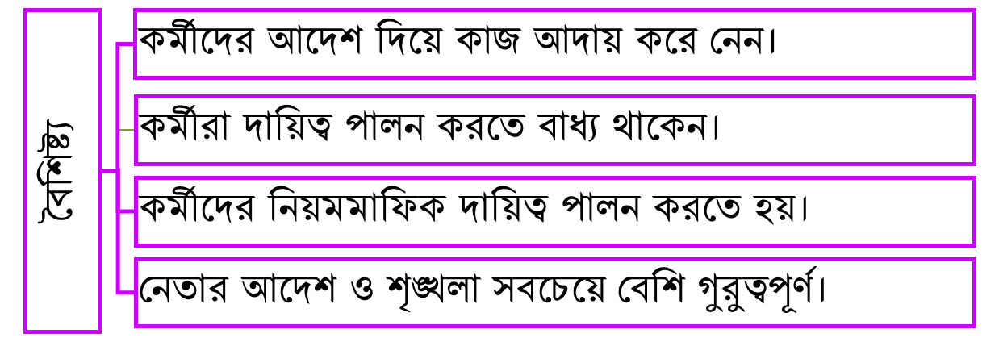 বৈশিষ্ট্য
কর্মীদের আদেশ দিয়ে কাজ আদায় করে নেন।
কর্মীরা দায়িত্ব পালন করতে বাধ্য থাকেন।
কর্মীদের নিয়মমাফিক দায়িত্ব পালন করতে হয়।
নেতার আদেশ ও শৃঙ্খলা সবচেয়ে বেশি গুরুত্বপূর্ণ।